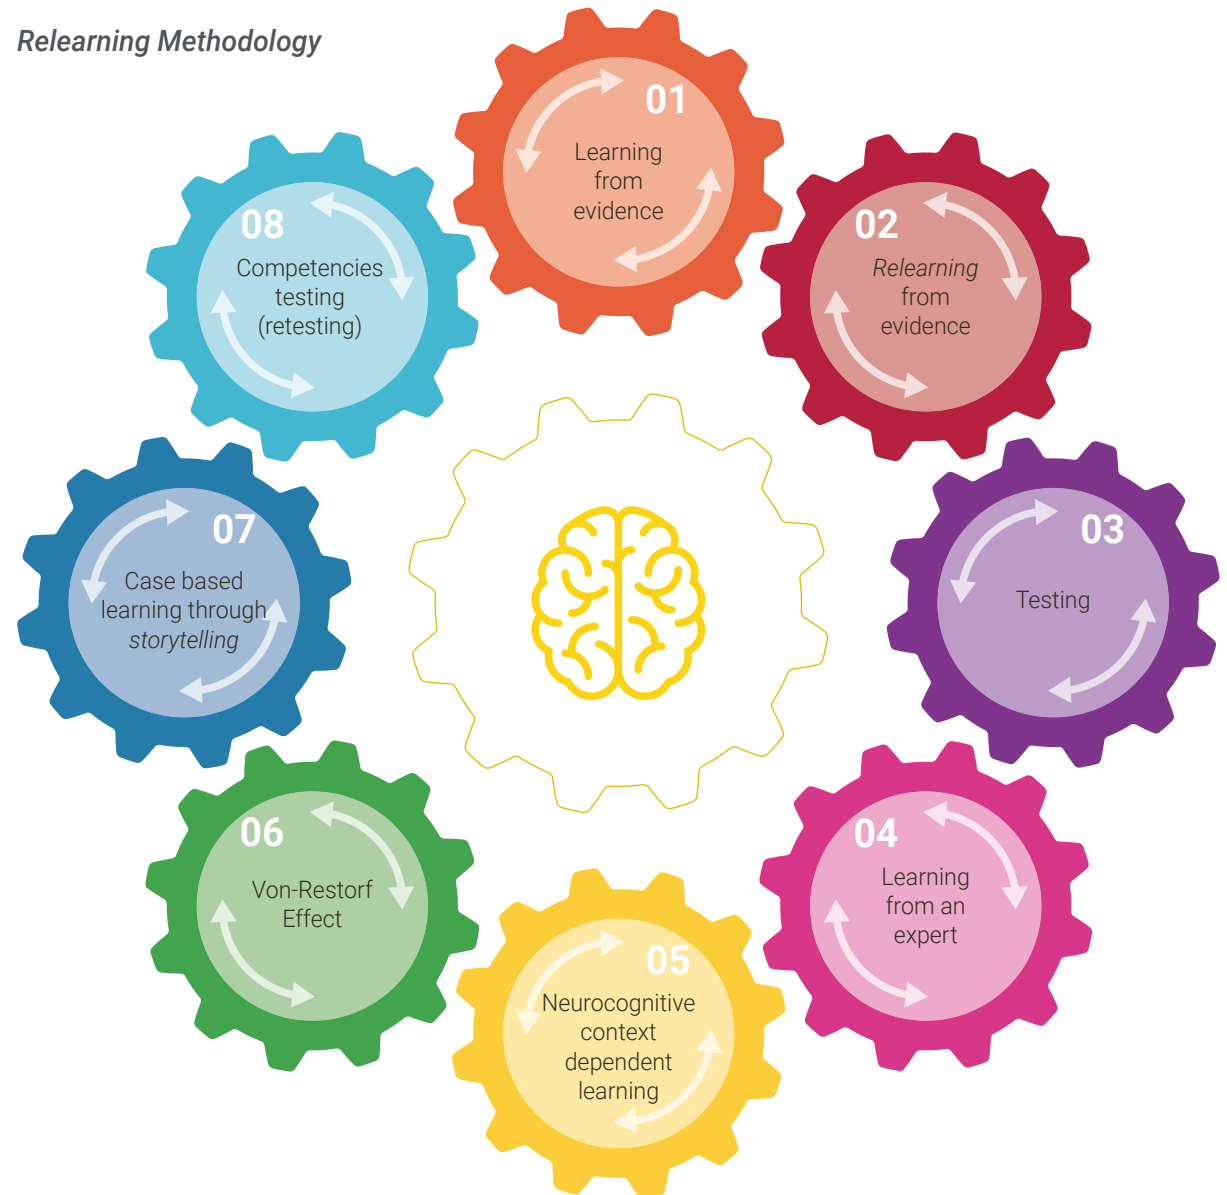 Relearning Methodology
01
Learning
from
evidence
02
Relearning
from
evidence
03
Testing
04
Learning
from an
expert
05
Neurocognitive
context
dependent
learning
06
Von-Restorf
Effect
07
Case based
learning through
storytelling
08
Competencies
testing
(retesting)